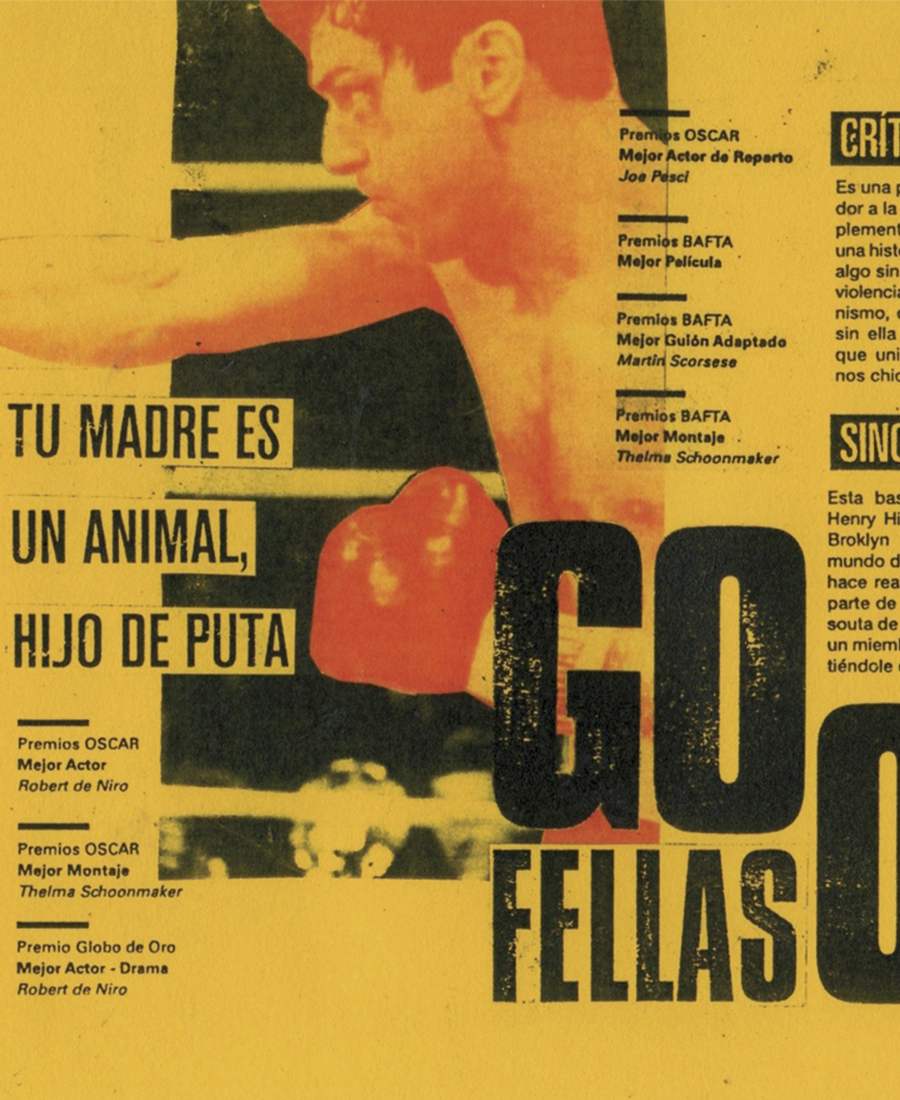 TU MADRE ES
UN ANIMAL,
HIJO DE PUTA
Premios OSCAR
Mejor Actor
Robert de Niro
Premios OSCAR
Mejor Montaje
Thelma Schoonmaker
Premio Globo de Oro
Mejor Actor - Drama
Robert de Niro
Premios OSCAR
Mejor Actor de Reparto
Joe Pesci
Premios BAFTA
Mejor Película
Premios BAFTA
Mejor Guión Adaptado
Martin Scorsese
Premios BAFTA
Mejor Montaje
Thelma Schoonmaker
GO
FELLAS
CRÍT
Es una p
dor a la
plement
una histo
algo sin
violencia
nismo,
sin ella
que uni
nos chic
SINO
Esta bas
Henry Hi
Broklyn
mundo d
hace rea
parte de
souta de
un miemb
tiéndole
O